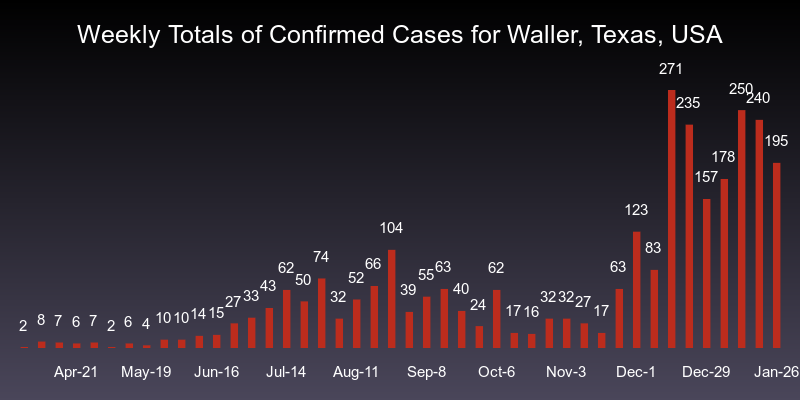 Weekly Totals of Confirmed Cases for Waller, Texas, USA
2 8 7 6 7 2 6 4 10 10 14 15 27 33 43 62 50 74 32 52 66 104 39 55 63 40 24 62 17 16 32 32 27 17 63 123 83 271 235 157 178 250 240 195
Apr-21 May-19 Jun-16 Jul-14 Aug-11 Sep-8 Oct-6 Nov-3 Dec-1 Dec-29 Jan-26